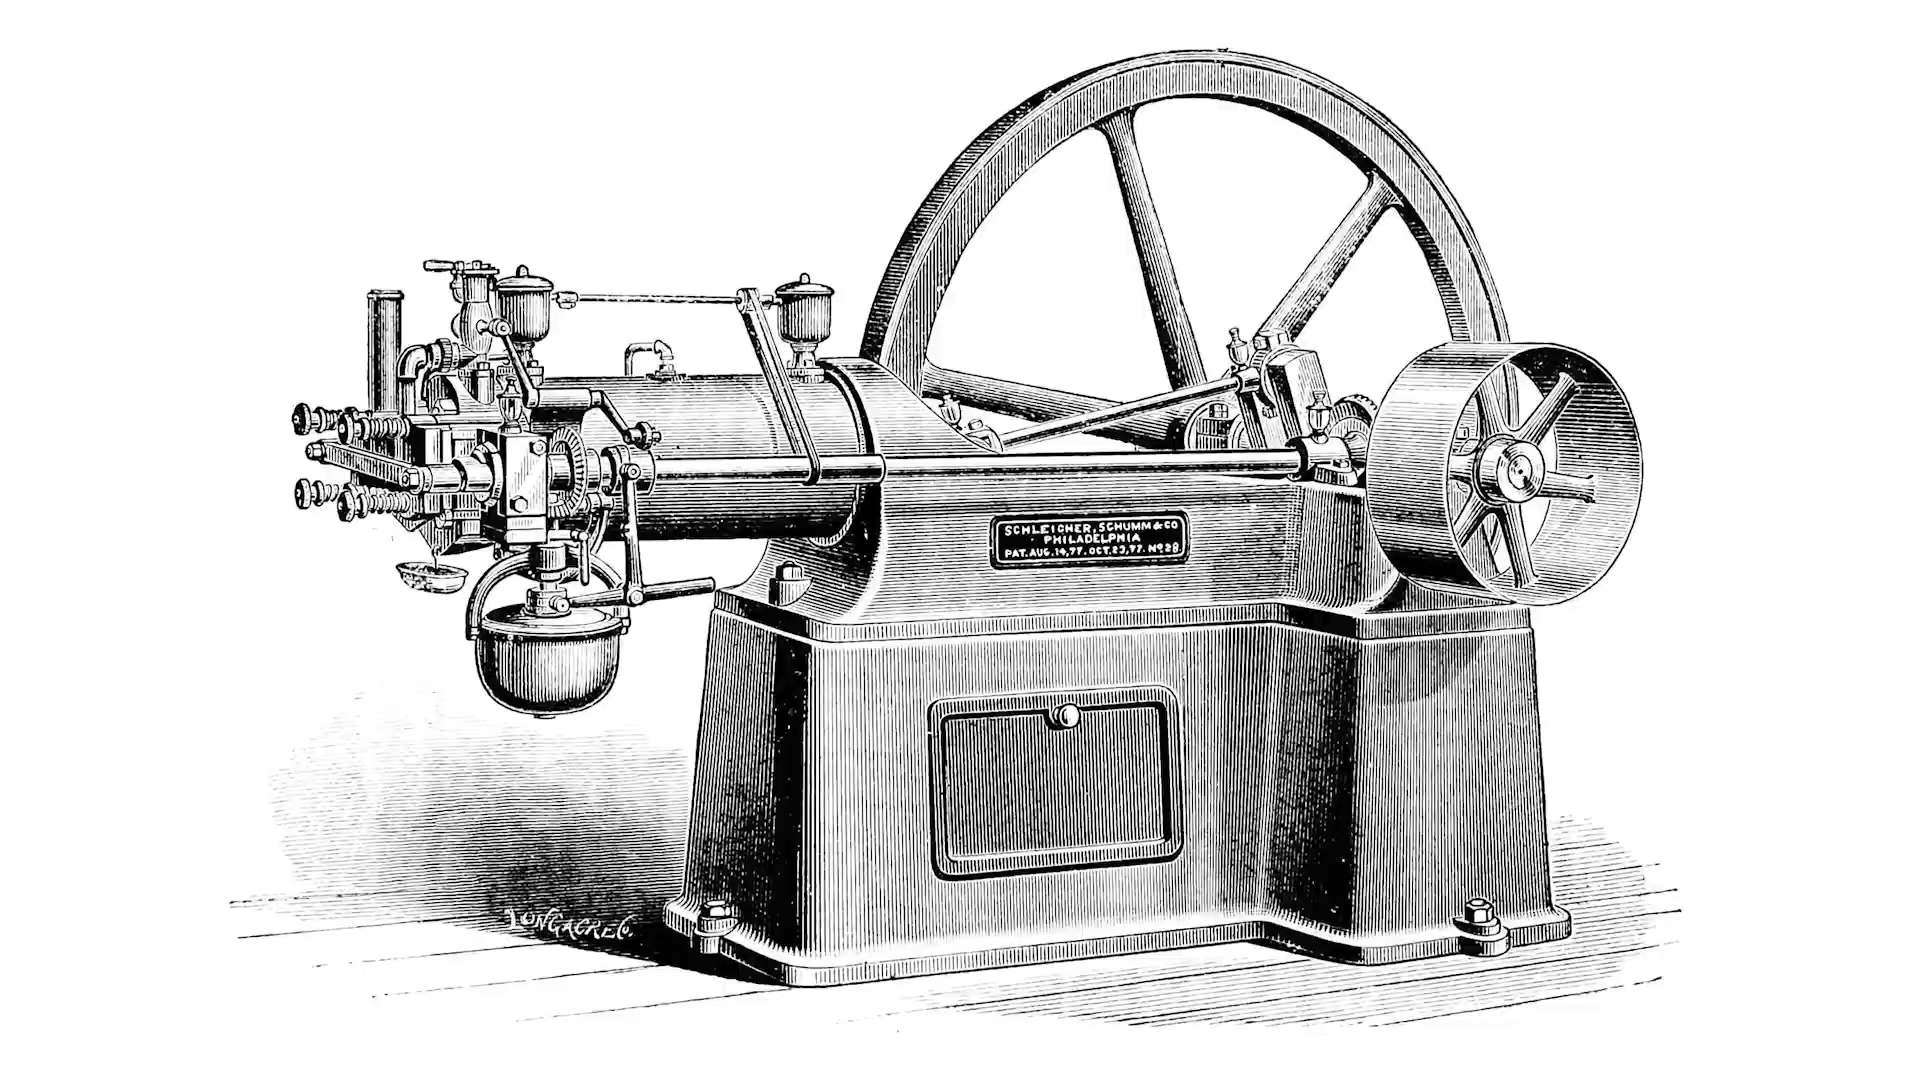 SCHLEICHER, SCHUMM & CO
PHILADELPHIA
PAT. AUG. 14, 77. OCT. 23, 77. No 28.
LONGACRE Co.